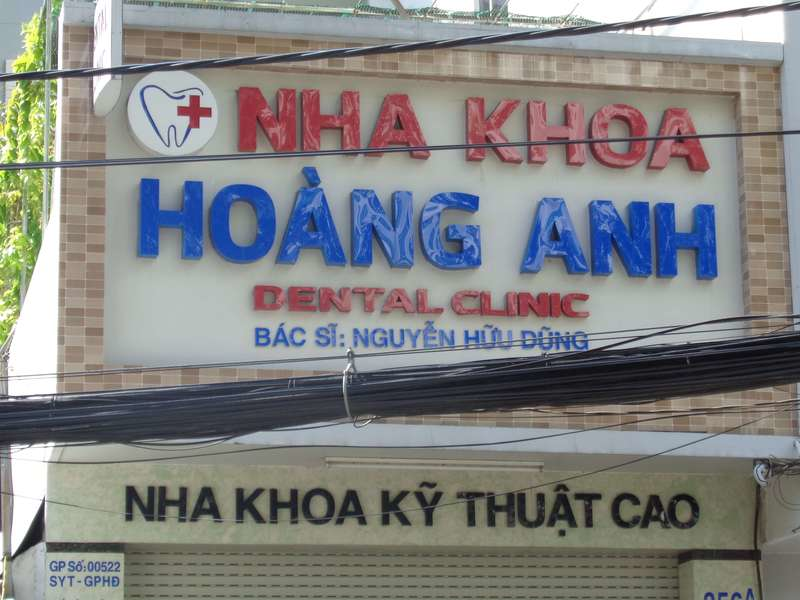 NHA KHOA
HOÀNG ANH
DENTAL CLINIC
BÁC SĨ: NGUYỄN HỮU DŨNG
NHA KHOA KỸ THUẬT CAO
GP Số: 00522
SYT - GPHĐ